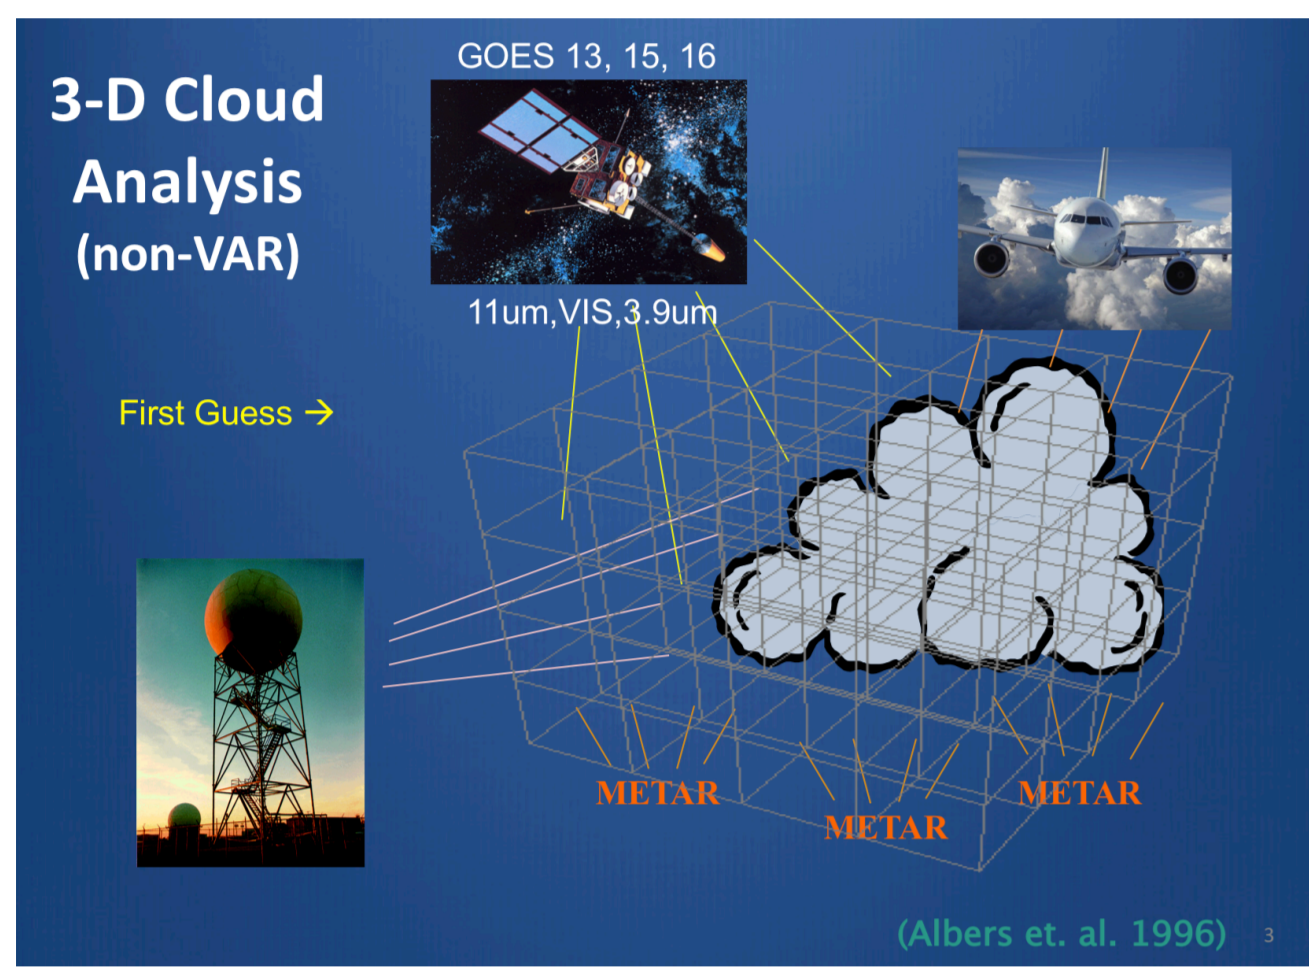 3-D Cloud
Analysis
(non-VAR)
GOES 13, 15, 16
11um,VIS,3.9um
First Guess →
METAR
METAR
METAR
(Albers et. al. 1996)
3